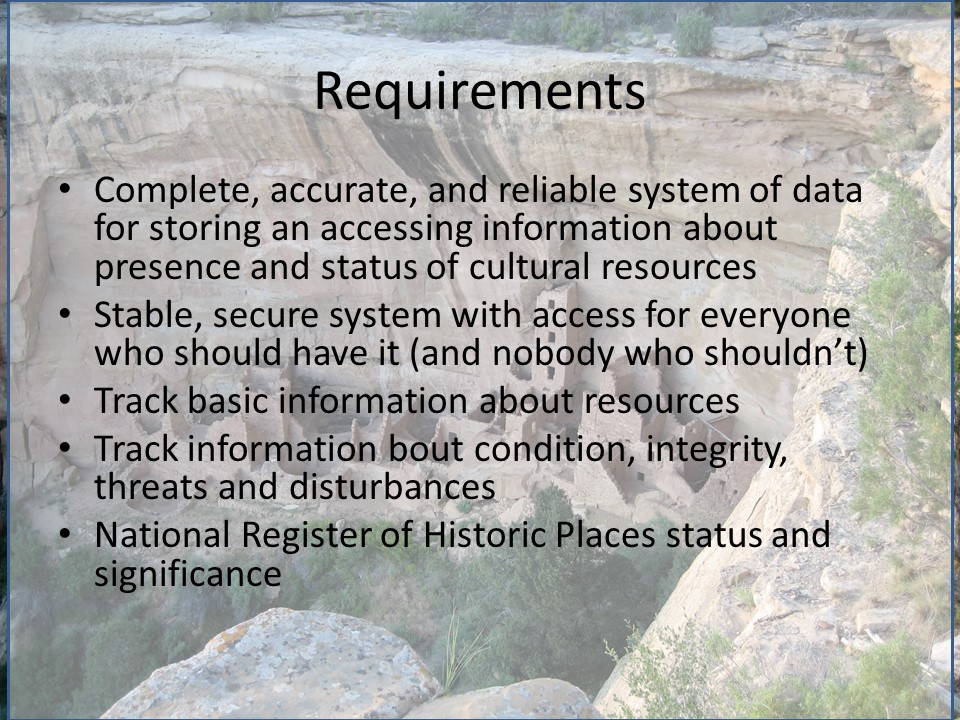 Requirements
• Complete, accurate, and reliable system of data
for storing an accessing information about
presence and status of cultural resources
• Stable, secure system with access for everyone
who should have it (and nobody who shouldn’t)
• Track basic information about resources
• Track information bout condition, integrity,
threats and disturbances
• National Register of Historic Places status and
significance